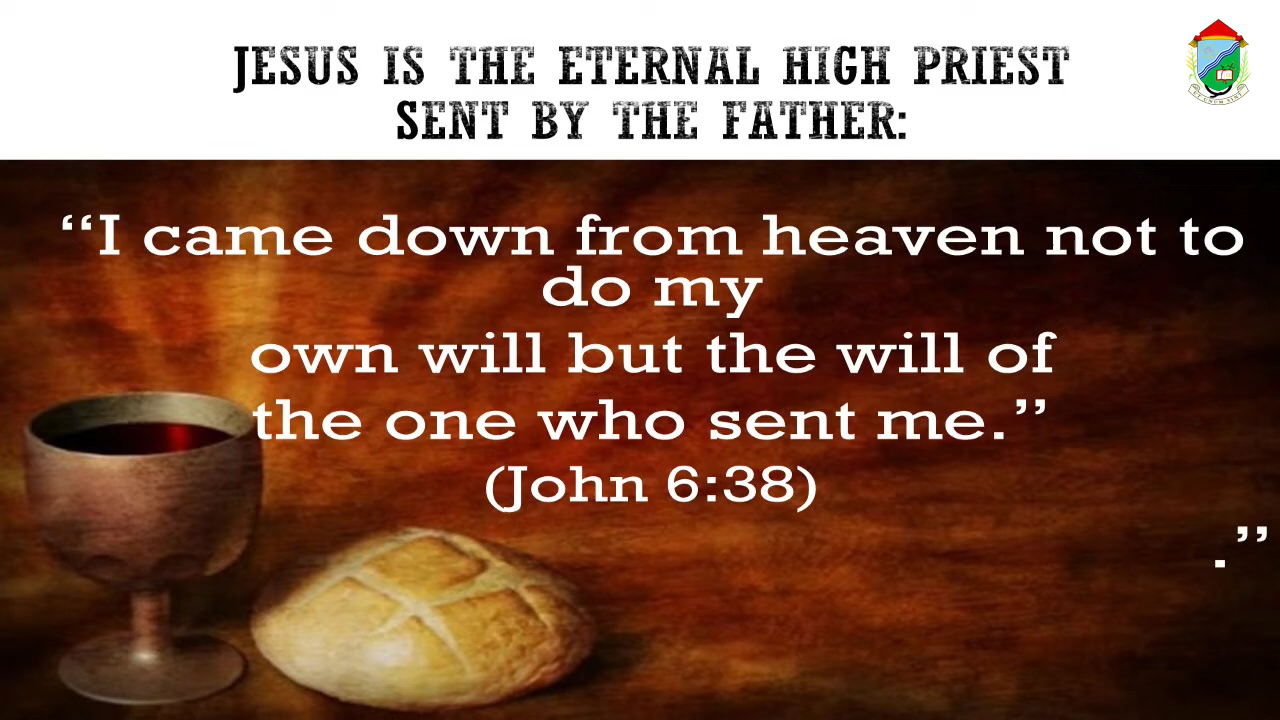 JESUS IS THE ETERNAL HIGH PRIEST
SENT BY THE FATHER:
“I came down from heaven not to
do my
own will but the will of
the one who sent me.”
(John 6:38)
.”